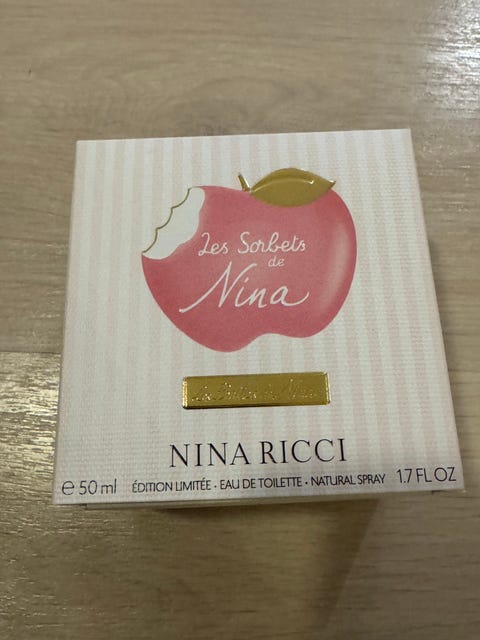 Les Sorbets
de
Nina
NINA RICCI
℮ 50 ml ÉDITION LIMITÉE · EAU DE TOILETTE · NATURAL SPRAY 1.7 FL OZ